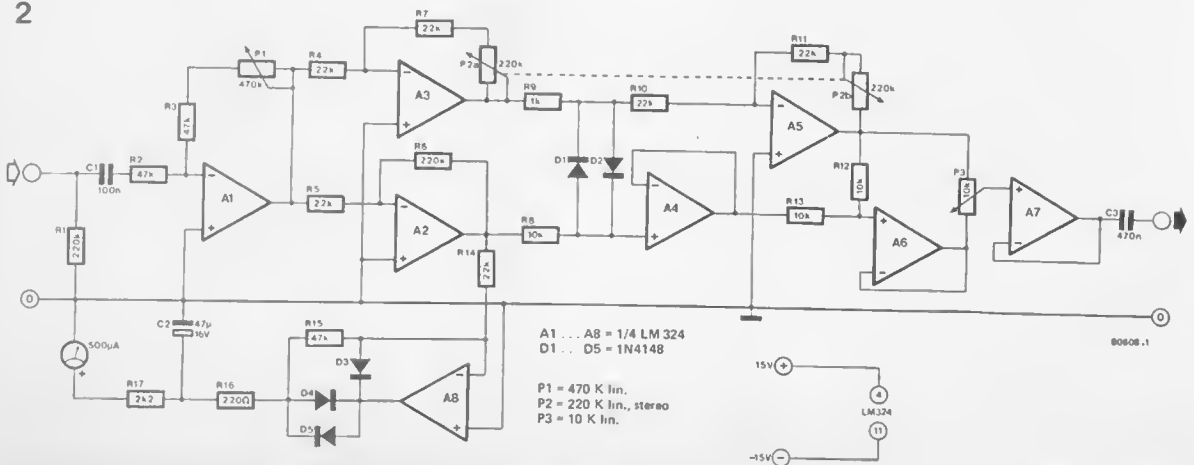 2
R7
22k
P1
470k
R4
22k
P2a
220k
R11
22k
P2b
220k
R3
47k
A3
R9
1k
R10
22k
A5
C1
100n
R2
47k
A1
R6
220k
D1
D2
R12
10k
P3
10k
R1
220k
R5
22k
A2
R8
10k
A4
R13
10k
A6
A7
C3
470n
R14
22k
0
0
C2
47µ
16V
R15
47k
A1 ... A8 = 1/4 LM 324
D1 .. D5 = 1N4148
80608.1
500µA
+
D3
R17
2k2
R16
220Ω
D4
D5
A8
P1 = 470 K lin.
P2 = 220 K lin., stereo
P3 = 10 K lin.
15V +
4
LM324
11
-15V −